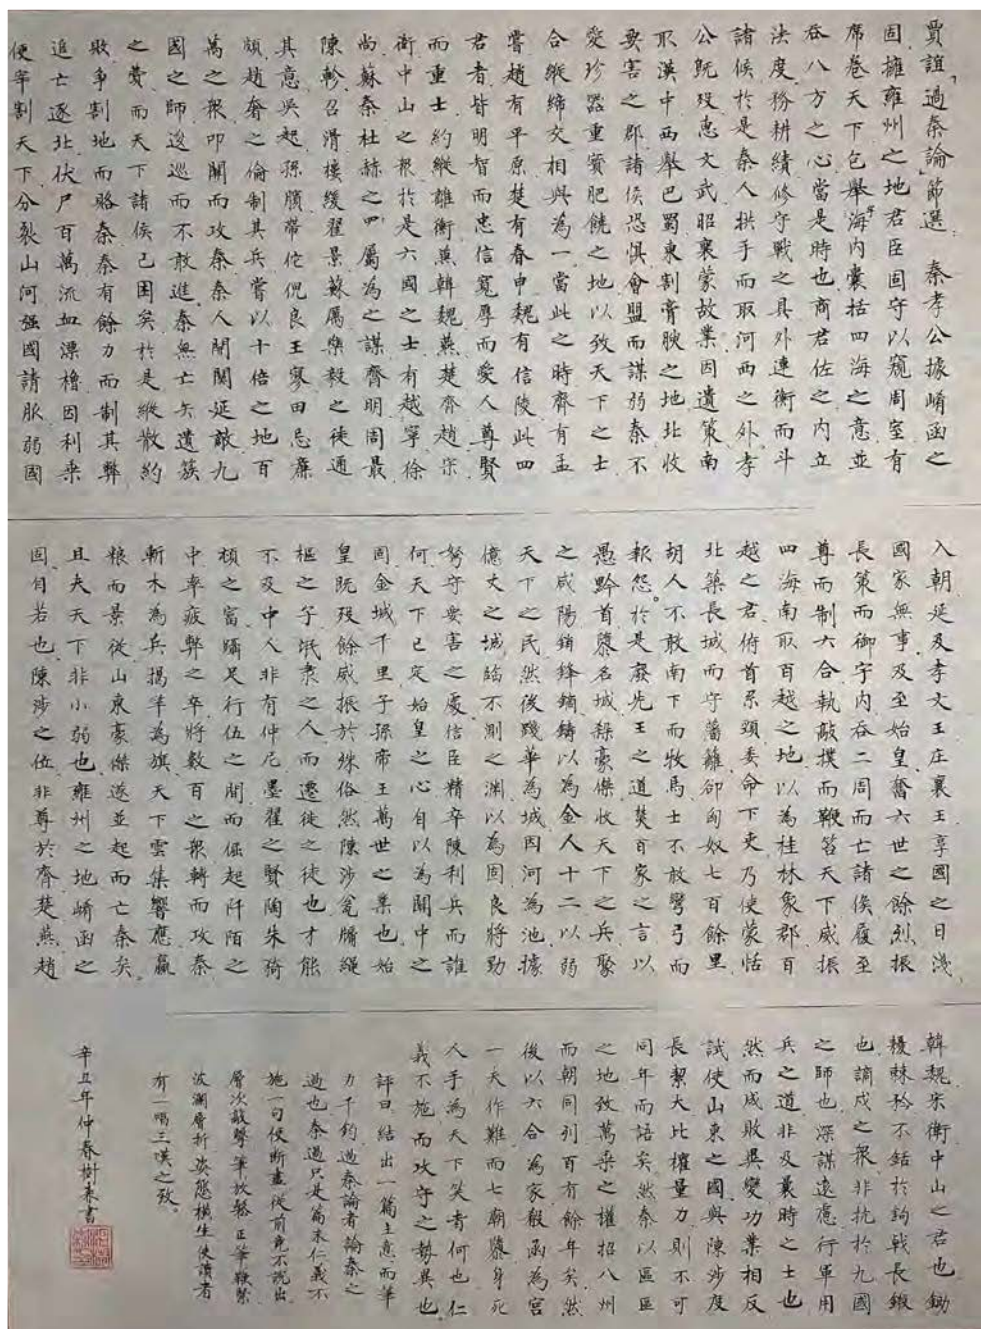 賈誼「過秦論」節選：秦孝公據崤函之
固擁雍州之地君臣固守以窺周室有
席卷天下包舉海内囊括四海之意並
吞八方之心當是時也商君佐之内立
法度務耕績修守戰之具外連衡而斗
諸候於是秦人拱手而取河西之外孝
公既歿惠文武昭襄蒙故業因遺策南
取漢中西舉巴蜀東割膏腴之地北收
要害之郡諸侯恐惧會盟而謀弱秦不
愛珍器重寳肥饒之地以致天下之士
合縱締交相與為一當此之時齊有孟
嘗趙有平原楚有春申魏有信陵此四
君者皆明智而忠信寬厚而愛人尊賢
而重士約縱離衡兼韓魏燕楚齊趙宋
衛中山之衆於是六國之士有越寧徐
尚蘇秦杜赫之屬為之謀齊明周最
陳軫召滑樓緩翟景蘇厲樂毅之徒通
其意吳起孫臏帶佗倪良王寥田忌廉
頗趙奢之倫制其兵嘗以十倍之地百
萬之衆叩關而攻秦秦人開關延敵九
國之師逡巡而不敢進秦無亡矢遺簇
之費而天下諸侯已困矣於是縱散約
敗爭割地而賂秦秦有餘力而制其弊
追亡逐北伏尸百萬流血漂櫓因利乘
便宰割天下分裂山河强國請服弱國
入朝延及孝文王庄襄王享國之日淺
國家無事及至始皇奮六世之餘烈振
長策而御宇内吞二周而亡諸侯履至
尊而制六合執敲撲而鞭笞天下威振
四海南取百越之地以為桂林象郡百
越之君俯首系頸委命下吏乃使蒙恬
北築長城而守藩籬卻匈奴七百餘里
胡人不敢南下而牧馬士不敢彎弓而
報怨於是廢先王之道焚百家之言以
愚黔首隳名城殺豪傑收天下之兵聚
之咸陽銷鋒鏑鑄以為金人十二以弱
天下之民然後踐華為城因河為池據
億丈之城臨不測之渊以為固良將勁
弩守要害之處信臣精卒陳利兵而誰
何天下已定始皇之心自以為關中之
固金城千里子孫帝王萬世之業也始
皇既歿餘威振於殊俗然陳涉瓮牖繩
樞之子氓隶之人而遷徙之徒也才能
不及中人非有仲尼墨翟之賢陶朱猗
頓之富躡足行伍之間而倔起阡陌之
中率疲弊之卒將數百之衆轉而攻秦
斬木為兵揭竿為旗天下雲集響應贏
粮而景從山東豪傑遂並起而亡秦矣
且夫天下非小弱也雍州之地崤函之
固自若也陳涉之位非尊於齊楚燕趙
韓魏宋衛中山之君也鋤
櫌棘矜不銛於鉤戟長鎩
也謫戍之衆非抗於九國
之師也深謀遠慮行軍用
兵之道非及曩時之士也
然而成敗異變功業相反
試使山東之國與陳涉度
長絜大比權量力則不可
同年而語矣然秦以區區
之地致萬乘之權招八州
而朝同列百有餘年矣然
後以六合為家殽函為宮
一夫作難而七廟隳身死
人手為天下笑者何也仁
義不施而攻守之勢異也
評曰結出一篇主意而筆
力千鈞過秦論者論秦之
過也秦過只是篇末仁義不
施一句便斷盡從前竟不説出
層次敲擊筆放鬆正筆鞭緊
波瀾層折姿態横生使讀者
有一唱三嘆之致
辛丑年仲春樹來書